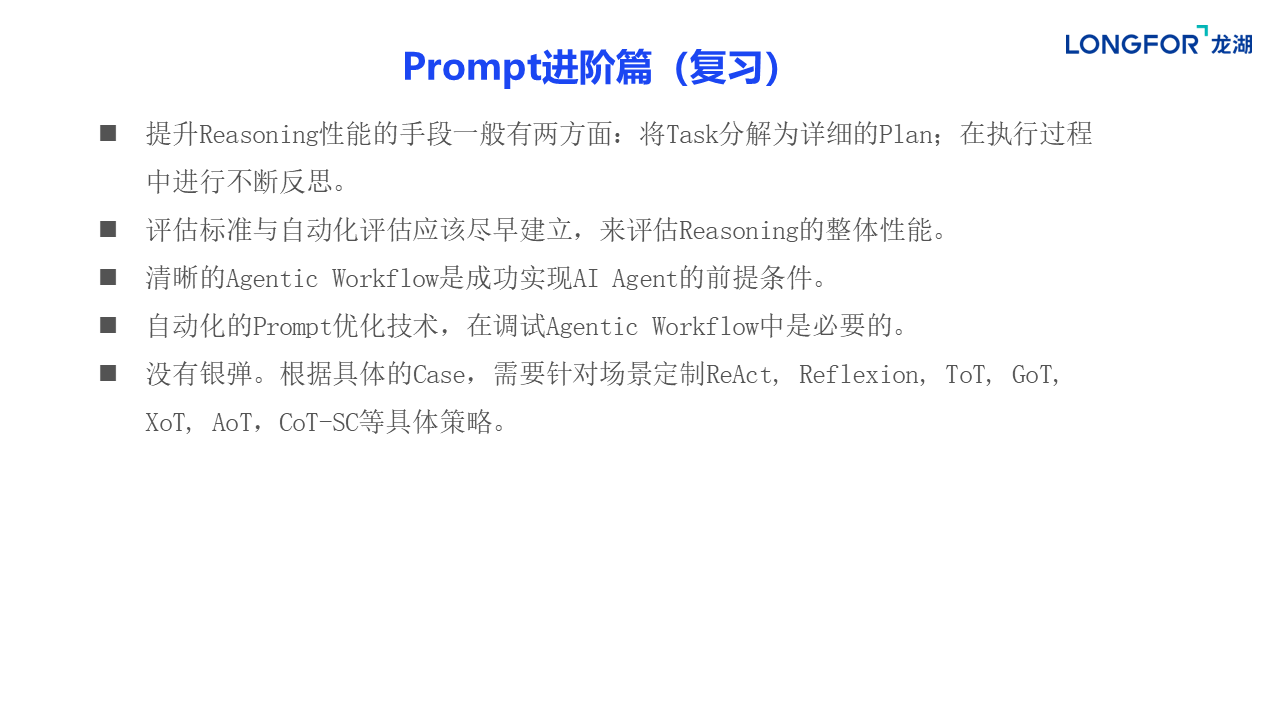 LONGFOR 龙湖
Prompt进阶篇（复习）
■ 提升Reasoning性能的手段一般有两方面：将Task分解为详细的Plan；在执行过程
中进行不断反思。
■ 评估标准与自动化评估应该尽早建立，来评估Reasoning的整体性能。
■ 清晰的Agentic Workflow是成功实现AI Agent的前提条件。
■ 自动化的Prompt优化技术，在调试Agentic Workflow中是必要的。
■ 没有银弹。根据具体的Case，需要针对场景定制ReAct, Reflexion, ToT, GoT,
XoT, AoT，CoT-SC等具体策略。